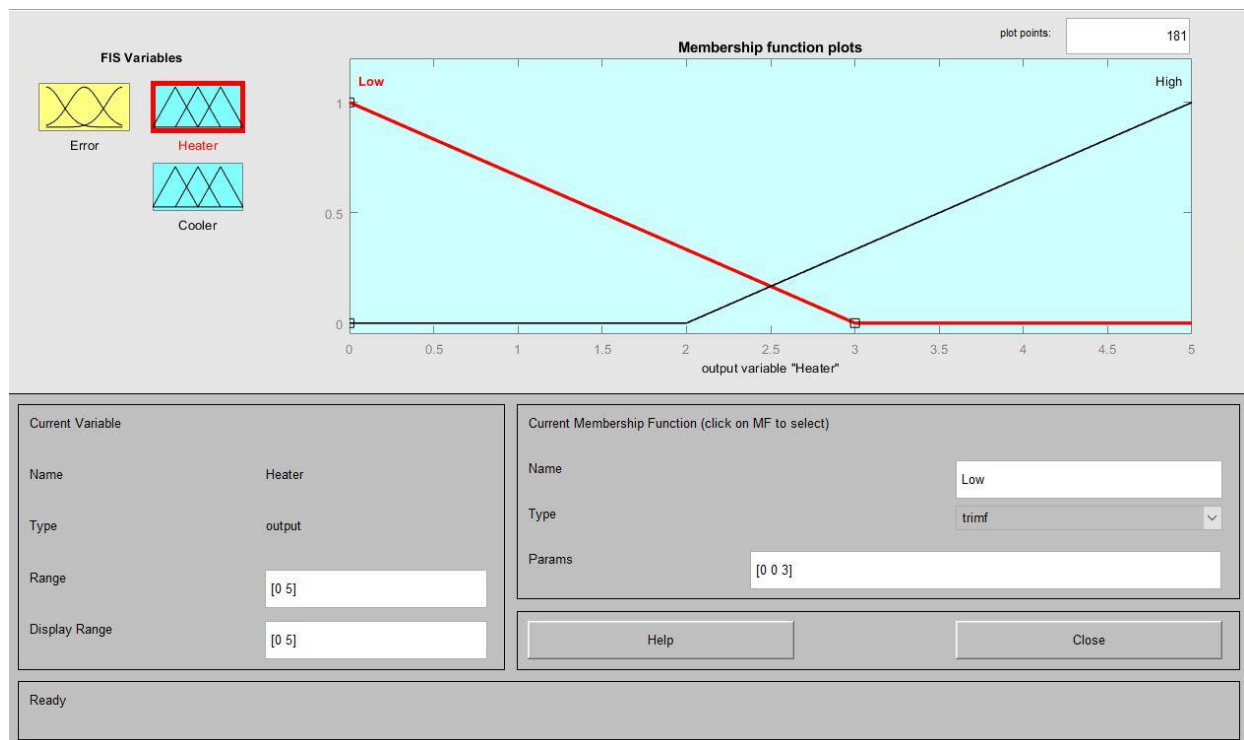 plot points:
181
Membership function plots
FIS Variables
Error
Heater
Cooler
Low
High
1
0.5
0
0 0.5 1 1.5 2 2.5 3 3.5 4 4.5 5
output variable "Heater"
Current Variable
Name Heater
Type output
Range [0 5]
Display Range [0 5]
Current Membership Function (click on MF to select)
Name Low
Type trimf
Params [0 0 3]
Help
Close
Ready